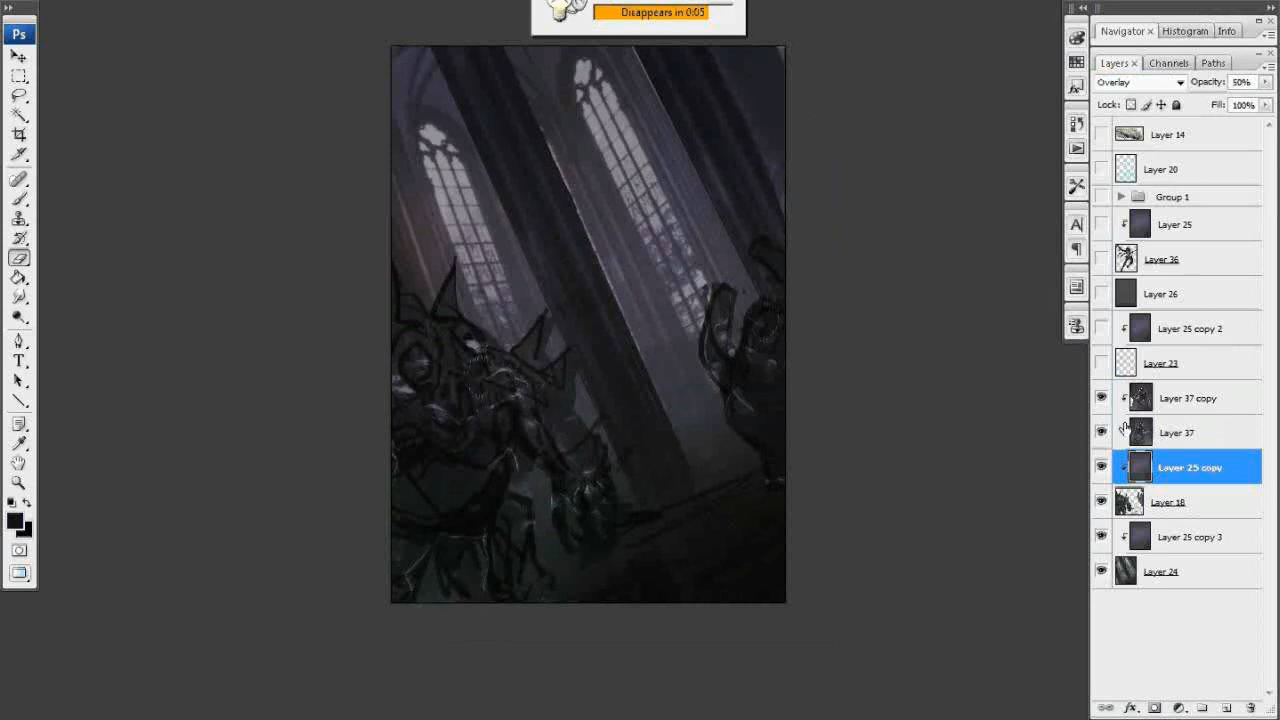 Disappears in 0:05
Ps
T
A
Navigator × Histogram Info
Layers × Channels Paths
Overlay Opacity: 50%
Lock: Fill: 100%
Layer 14
Layer 20
Group 1
Layer 25
Layer 36
Layer 26
Layer 25 copy 2
Layer 23
Layer 37 copy
Layer 37
Layer 25 copy
Layer 18
Layer 25 copy 3
Layer 24
fx